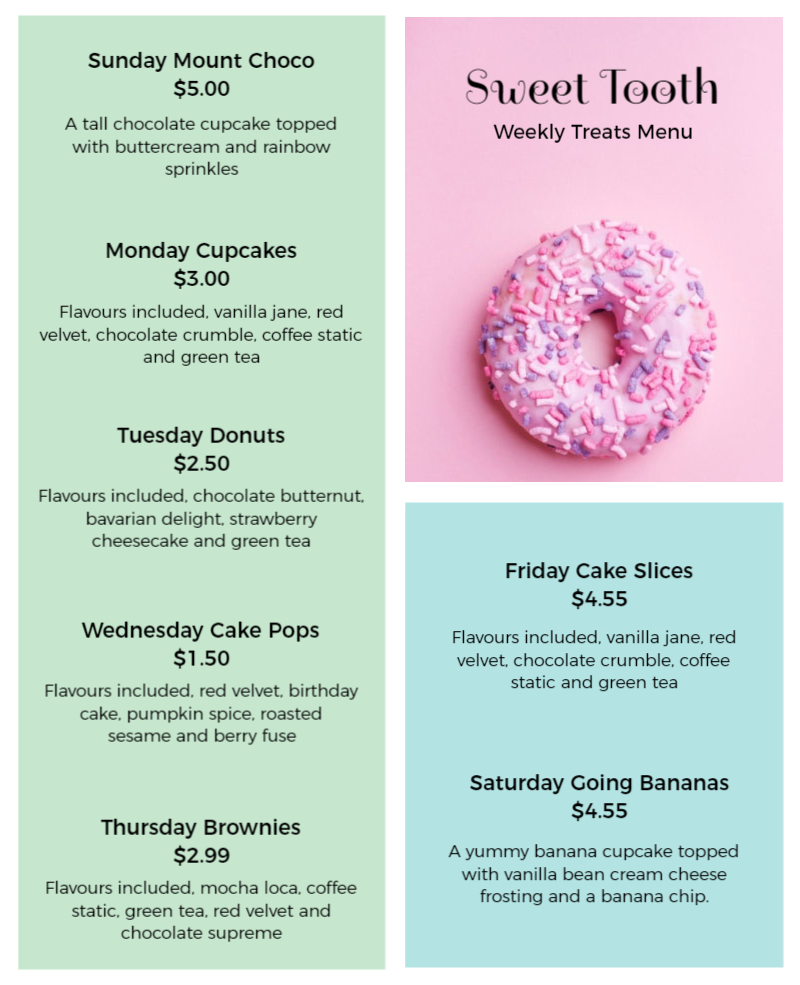 Sunday Mount Choco
$5.00
A tall chocolate cupcake topped
with buttercream and rainbow
sprinkles
Monday Cupcakes
$3.00
Flavours included, vanilla jane, red
velvet, chocolate crumble, coffee static
and green tea
Tuesday Donuts
$2.50
Flavours included, chocolate butternut,
bavarian delight, strawberry
cheesecake and green tea
Wednesday Cake Pops
$1.50
Flavours included, red velvet, birthday
cake, pumpkin spice, roasted
sesame and berry fuse
Thursday Brownies
$2.99
Flavours included, mocha loca, coffee
static, green tea, red velvet and
chocolate supreme
Sweet Tooth
Weekly Treats Menu
Friday Cake Slices
$4.55
Flavours included, vanilla jane, red
velvet, chocolate crumble, coffee
static and green tea
Saturday Going Bananas
$4.55
A yummy banana cupcake topped
with vanilla bean cream cheese
frosting and a banana chip.